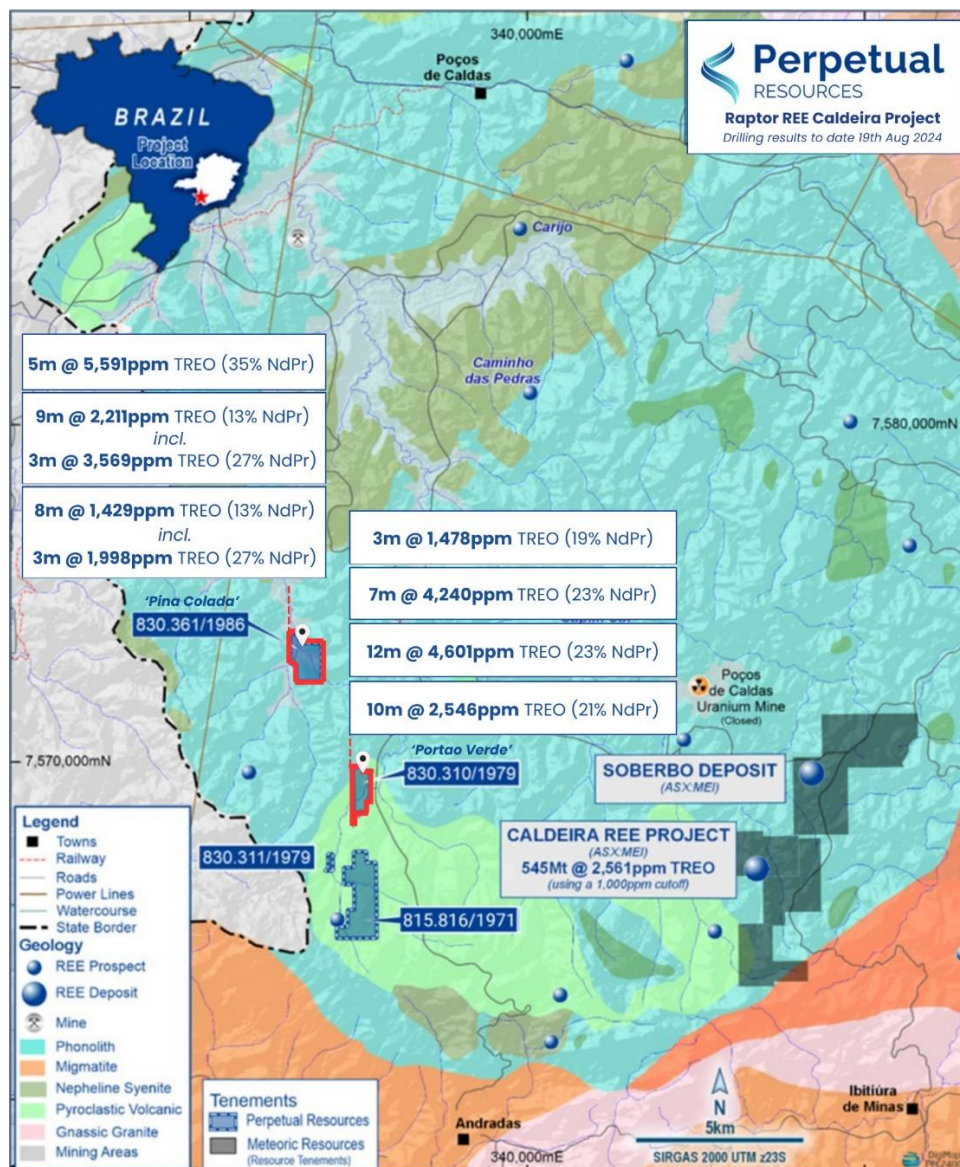 340,000mE
Poços
de Caldas
Perpetual
RESOURCES
Raptor REE Caldeira Project
Drilling results to date 19th Aug 2024
BRAZIL
Project
Location
Carijo
Caminho
das Pedras
5m @ 5,591ppm TREO (35% NdPr)
9m @ 2,211ppm TREO (13% NdPr)
incl.
3m @ 3,569ppm TREO (27% NdPr)
8m @ 1,429ppm TREO (13% NdPr)
incl.
3m @ 1,998ppm TREO (27% NdPr)
7,580,000mN
3m @ 1,478ppm TREO (19% NdPr)
7m @ 4,240ppm TREO (23% NdPr)
12m @ 4,601ppm TREO (23% NdPr)
10m @ 2,546ppm TREO (21% NdPr)
'Pina Colada'
830.361/1986
Poços
de Caldas
Uranium Mine
(Closed)
7,570,000mN
'Portao Verde'
830.310/1979
SOBERBO DEPOSIT
(ASX:MEI)
CALDEIRA REE PROJECT
(ASX:MEI)
545Mt @ 2,561ppm TREO
(using a 1,000ppm cutoff)
830.311/1979
815.816/1971
Legend
Towns
Railway
Roads
Power Lines
Watercourse
State Border
Geology
REE Prospect
REE Deposit
Mine
Phonolith
Migmatite
Nepheline Syenite
Pyroclastic Volcanic
Gnassic Granite
Mining Areas
Tenements
Perpetual Resources
Meteoric Resources
(Resource Tenements)
Andradas
Ibitiúra
de Minas
N
5km
SIRGAS 2000 UTM z23S
340,000mE